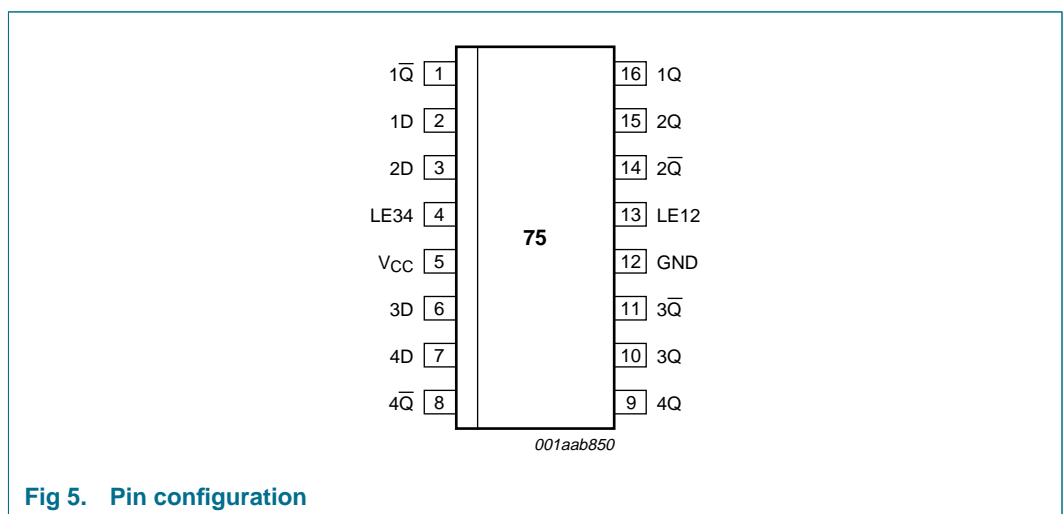 1Q̅ 1 16 1Q
1D 2 15 2Q
2D 3 14 2Q̅
LE34 4 13 LE12
75
VCC 5 12 GND
3D 6 11 3Q̅
4D 7 10 3Q
4Q̅ 8 9 4Q
001aab850
Fig 5. Pin configuration